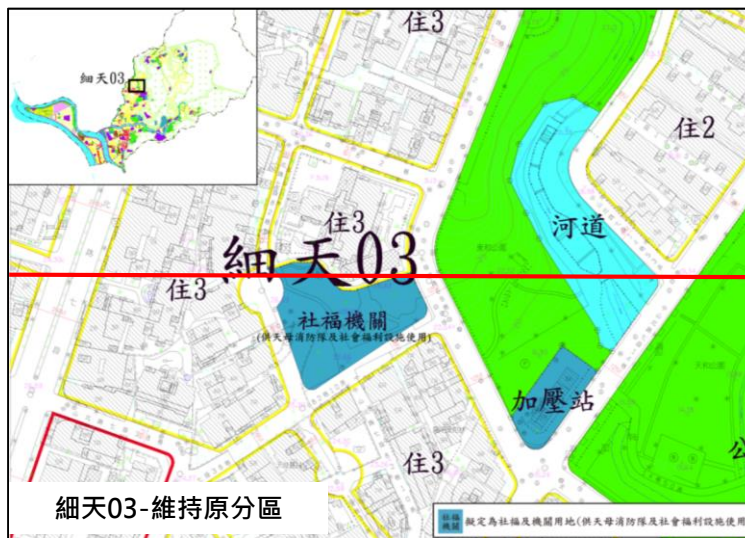 細天03
住3
住2
河道
住3
細天03
住3
社福機關
(供天母消防隊及社會福利設施使用)
加壓站
住3
公
細天03-維持原分區
社福
機關
擬定為社福及機關用地(供天母消防隊及社會福利設施使用